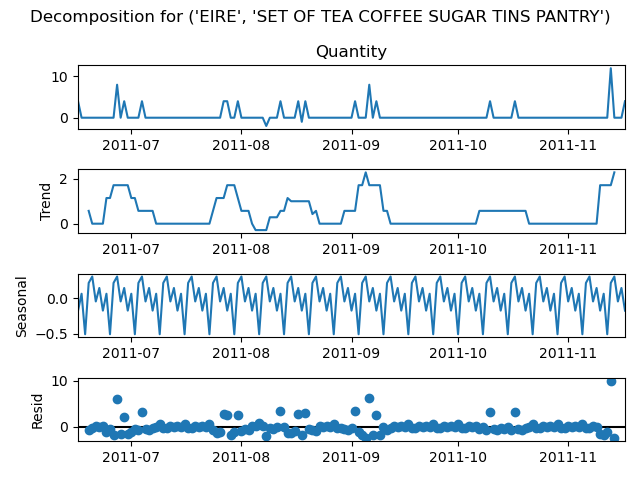 Decomposition for ('EIRE', 'SET OF TEA COFFEE SUGAR TINS PANTRY')
Quantity
10
0
2011-07 2011-08 2011-09 2011-10 2011-11
Trend
2
0
2011-07 2011-08 2011-09 2011-10 2011-11
Seasonal
0.0
−0.5
2011-07 2011-08 2011-09 2011-10 2011-11
Resid
10
0
2011-07 2011-08 2011-09 2011-10 2011-11